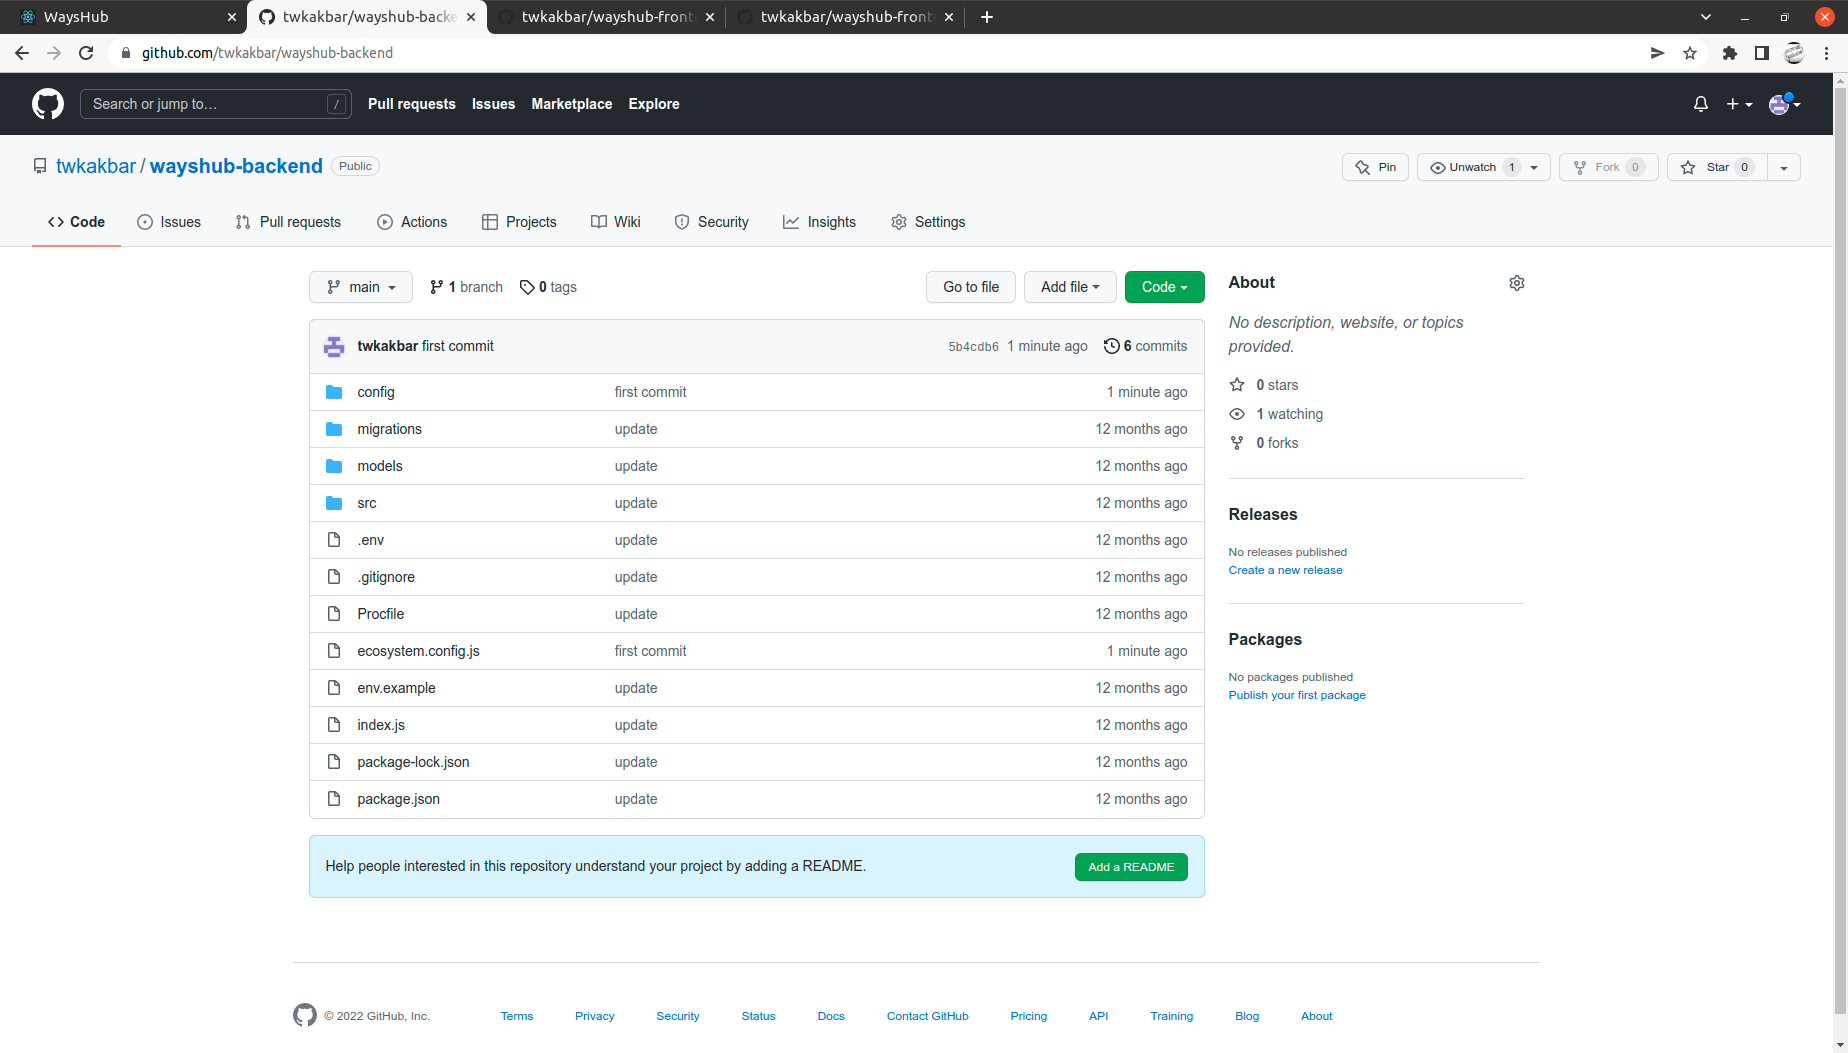 WaysHub
twkakbar/wayshub-backe
twkakbar/wayshub-front
twkakbar/wayshub-front
github.com/twkakbar/wayshub-backend
Search or jump to… /
Pull requests Issues Marketplace Explore
twkakbar / wayshub-backend Public
Pin Unwatch 1 Fork 0 Star 0
Code Issues Pull requests Actions Projects Wiki Security Insights Settings
main 1 branch 0 tags Go to file Add file Code
twkakbar first commit 5b4cdb6 1 minute ago 6 commits
config first commit 1 minute ago
migrations update 12 months ago
models update 12 months ago
src update 12 months ago
.env update 12 months ago
.gitignore update 12 months ago
Procfile update 12 months ago
ecosystem.config.js first commit 1 minute ago
env.example update 12 months ago
index.js update 12 months ago
package-lock.json update 12 months ago
package.json update 12 months ago
Help people interested in this repository understand your project by adding a README. Add a README
About
No description, website, or topics
provided.
0 stars
1 watching
0 forks
Releases
No releases published
Create a new release
Packages
No packages published
Publish your first package
© 2022 GitHub, Inc. Terms Privacy Security Status Docs Contact GitHub Pricing API Training Blog About